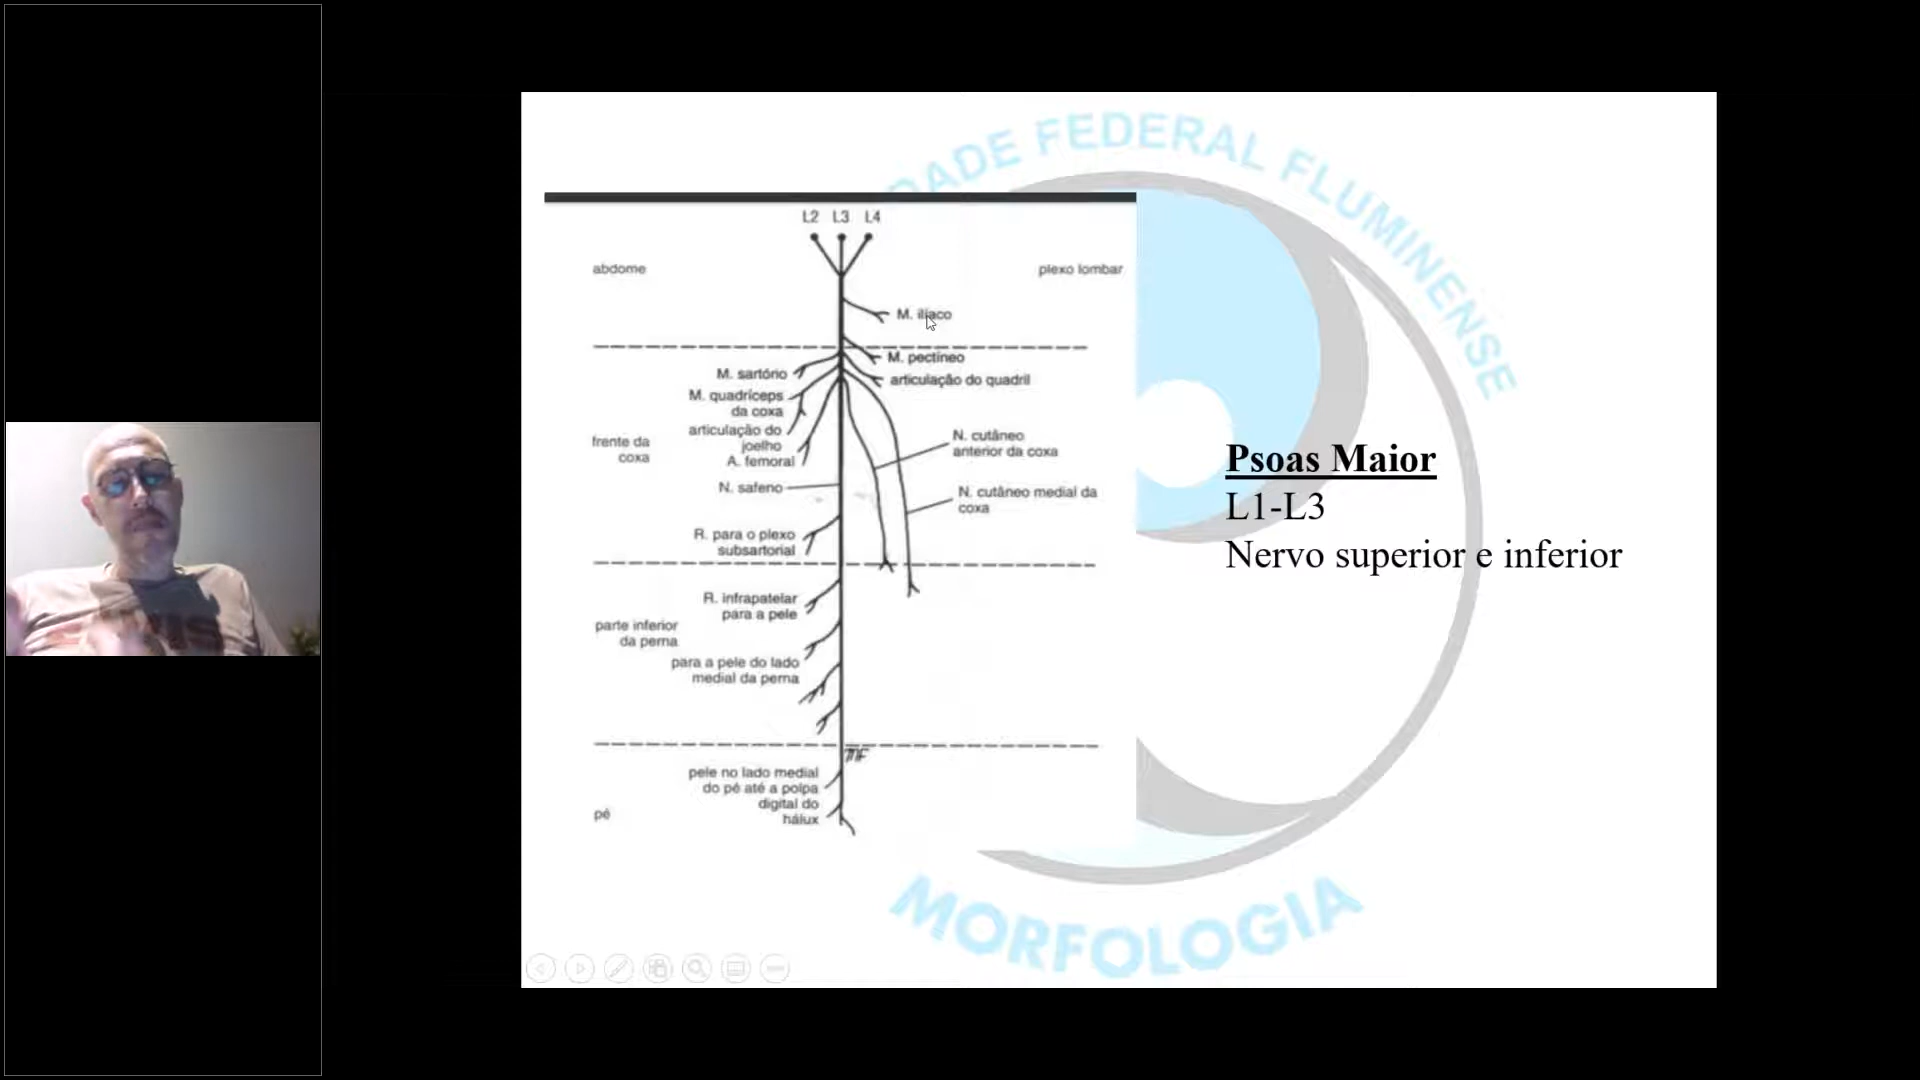 DADE FEDERAL FLUMINENSE
L2 L3 L4
abdome
plexo lombar
M. ilíaco
M. pectíneo
M. sartório
articulação do quadril
M. quadríceps
da coxa
articulação do
joelho
A. femoral
frente da
coxa
N. cutâneo
anterior da coxa
N. safeno
N. cutâneo medial da
coxa
R. para o plexo
subsartorial
R. infrapatelar
para a pele
parte inferior
da perna
para a pele do lado
medial da perna
pele no lado medial
do pé até a polpa
digital do
hálux
pé
Psoas Maior
L1-L3
Nervo superior e inferior
MORFOLOGIA